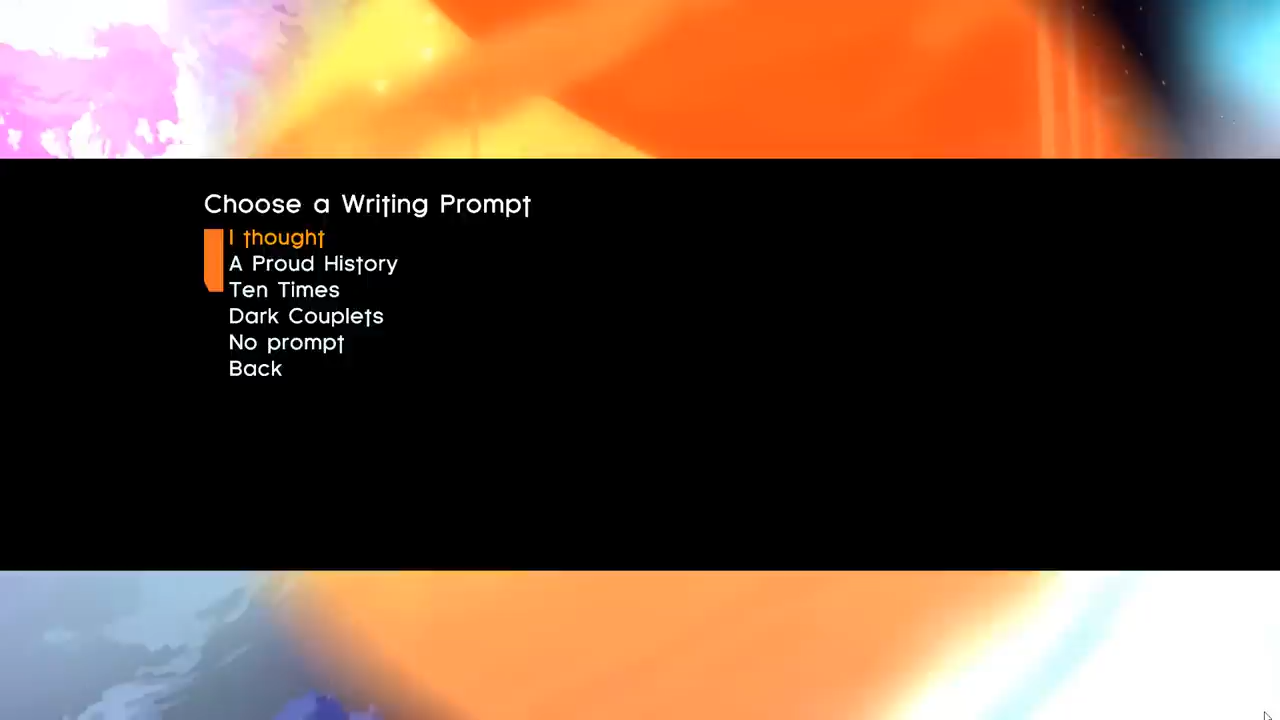 Choose a Writing Prompt
I thought
A Proud History
Ten Times
Dark Couplets
No prompt
Back